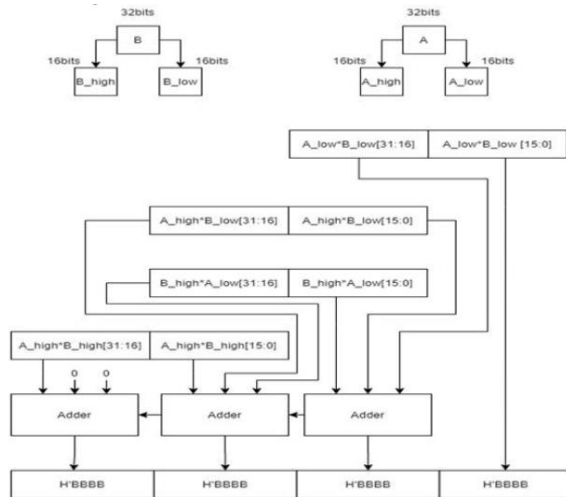 32bits
32bits
B
A
16bits
16bits
16bits
16bits
B_high
B_low
A_high
A_low
A_low*B_low[31:16]
A_low*B_low [15:0]
A_high*B_low[31:16]
A_high*B_low[15:0]
B_high*A_low[31:16]
B_high*A_low[15:0]
A_high*B_high[31:16]
A_high*B_high[15:0]
0
0
Adder
Adder
Adder
H'BBBB
H'BBBB
H'BBBB
H'BBBB